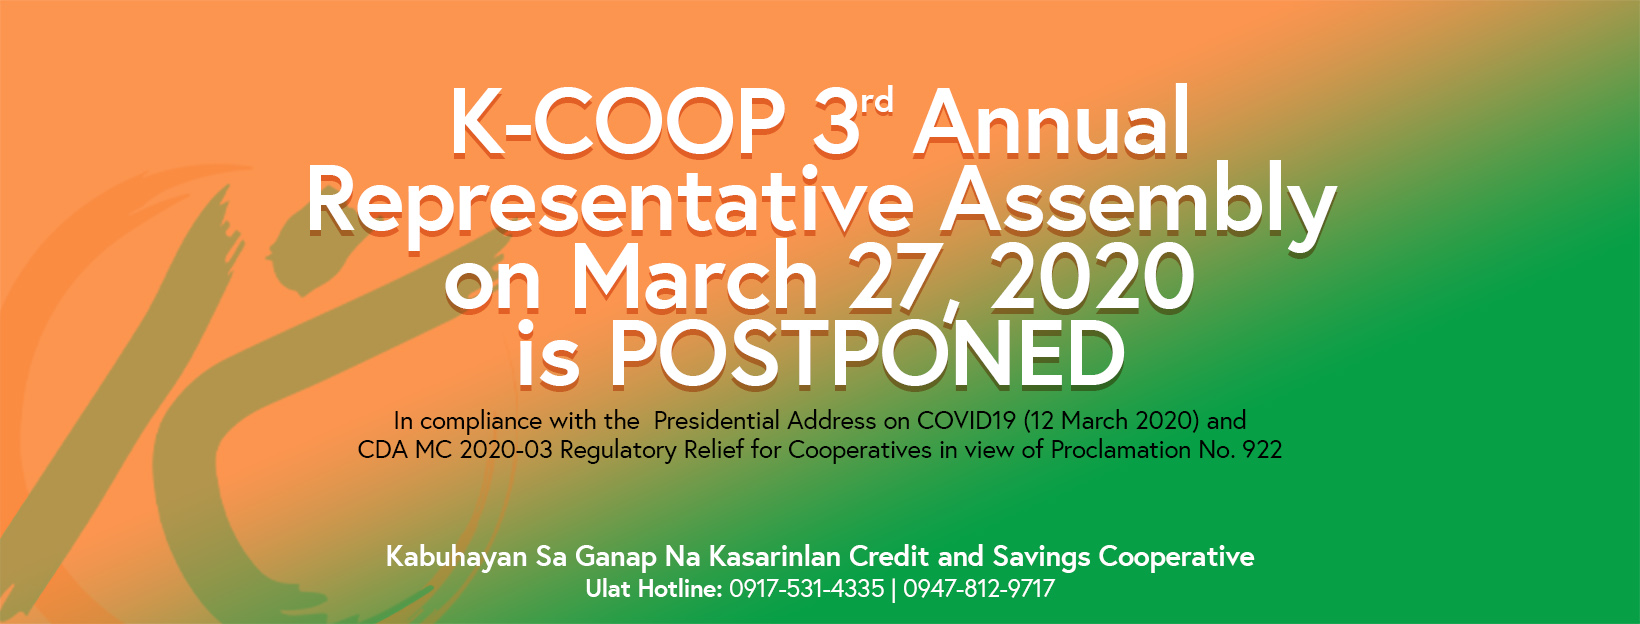 K-COOP 3rd Annual
Representative Assembly
on March 27, 2020
is POSTPONED
In compliance with the Presidential Address on COVID19 (12 March 2020) and
CDA MC 2020-03 Regulatory Relief for Cooperatives in view of Proclamation No. 922
Kabuhayan Sa Ganap Na Kasarinlan Credit and Savings Cooperative
Ulat Hotline: 0917-531-4335 | 0947-812-9717